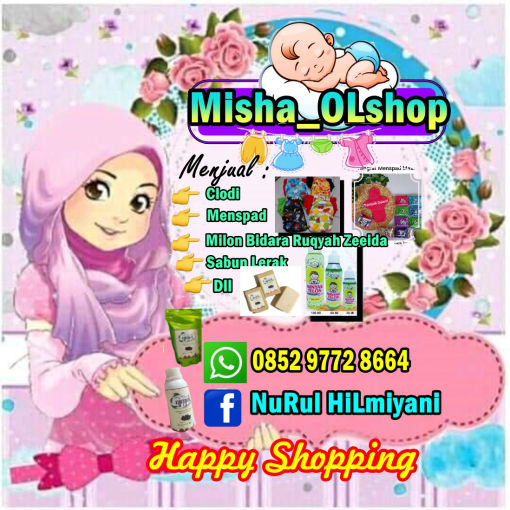 Misha_OLshop
Menjual :
Clodi
Menspad
Milon Bidara Ruqyah Zeeida
Sabun Lerak
Dll
0852 9772 8664
NuRul HiLmiyani
Happy Shopping